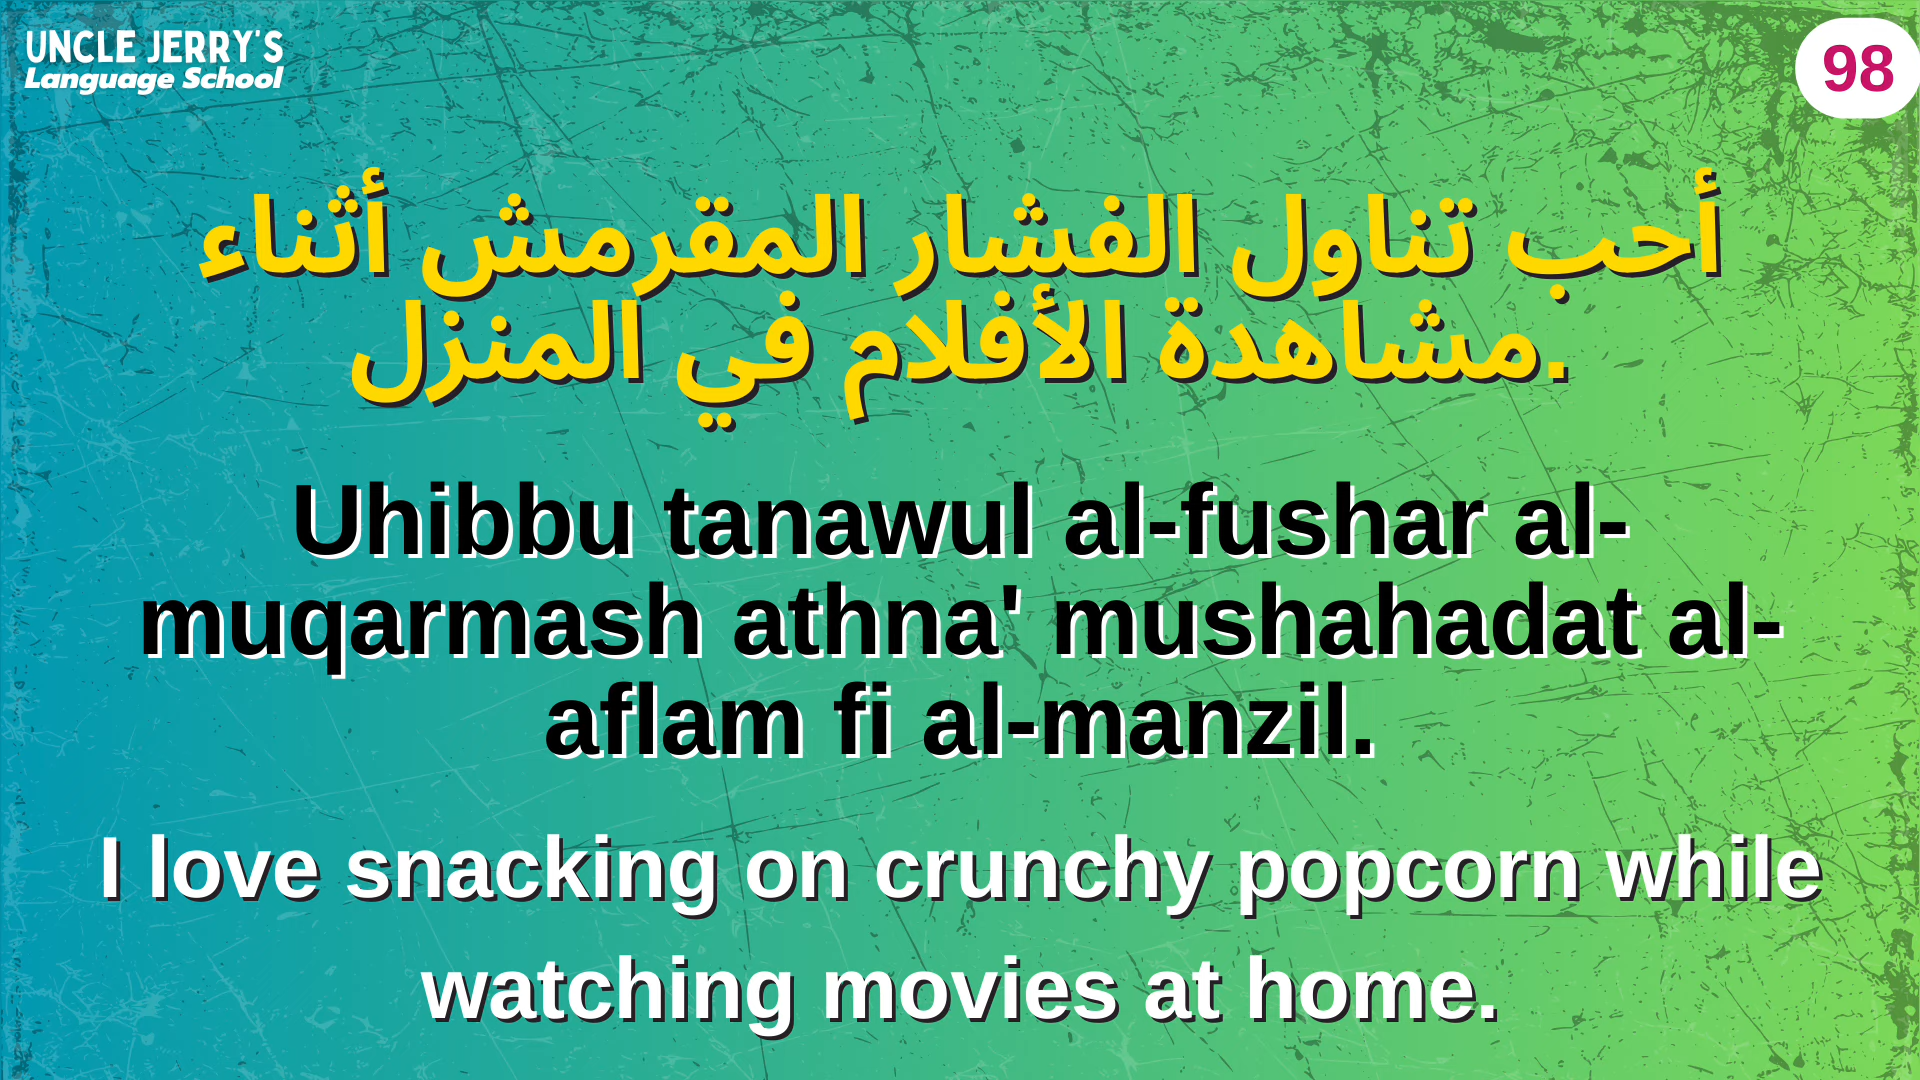 UNCLE JERRY'S
Language School
98
أحب تناول الفشار المقرمش أثناء
.مشاهدة الأفلام في المنزل
Uhibbu tanawul al-fushar al-
muqarmash athna' mushahadat al-
aflam fi al-manzil.
I love snacking on crunchy popcorn while
watching movies at home.